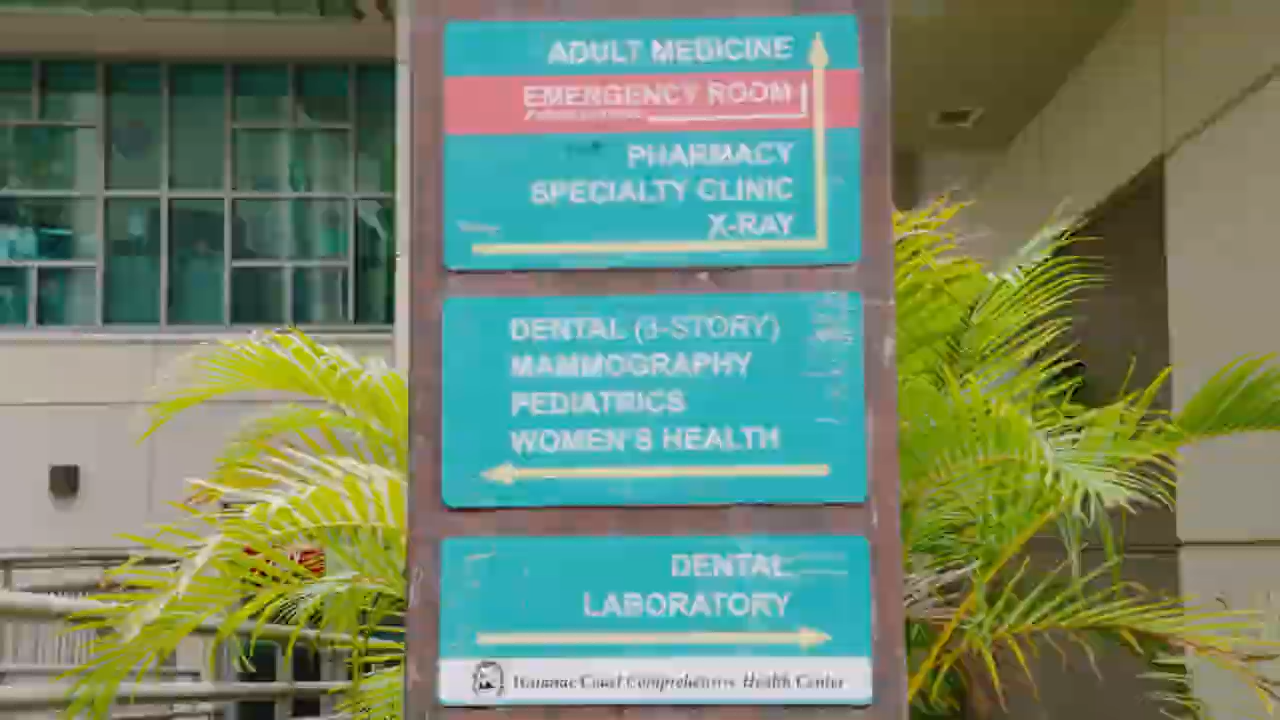 ADULT MEDICINE
EMERGENCY ROOM
PHARMACY
SPECIALTY CLINIC
X-RAY
DENTAL (3-STORY)
MAMMOGRAPHY
PEDIATRICS
WOMEN'S HEALTH
DENTAL
LABORATORY
Waianae Coast Comprehensive Health Center